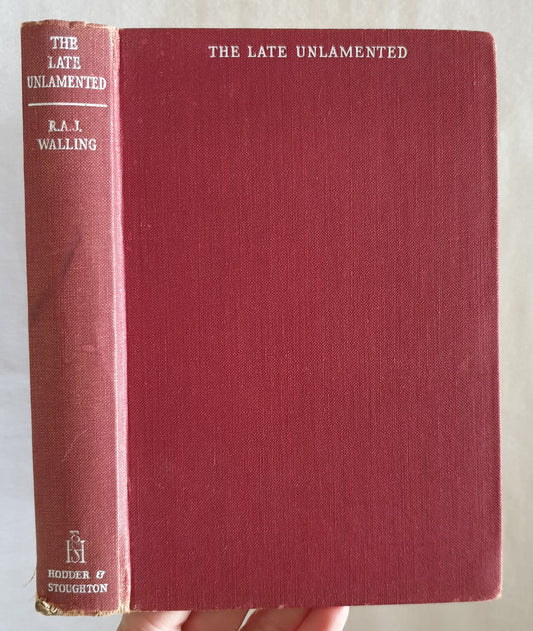 THE
LATE
UNLAMENTED
R.A.J.
WALLING
H&S
HODDER &
STOUGHTON
THE LATE UNLAMENTED